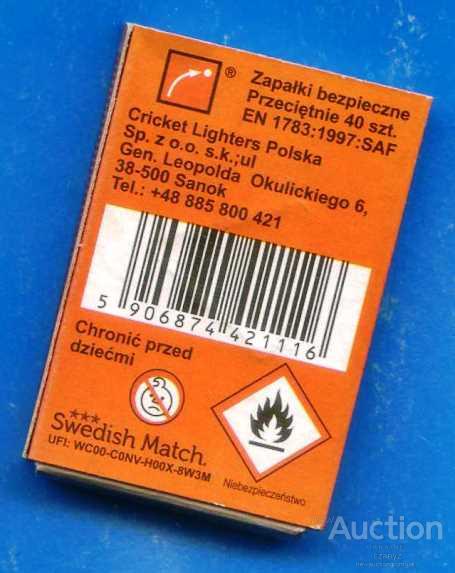 ®
Zapałki bezpieczne
Przeciętnie 40 szt.
EN 1783:1997:SAF
Cricket Lighters Polska
Sp. z o.o. s.k.;ul
Gen. Leopolda Okulickiego 6,
38-500 Sanok
Tel.: +48 885 800 421
5 906874 421116
Chronić przed
dziećmi
Swedish Match.
UFI: WC00-C0NV-H00X-8W3M
Niebezpieczeństwo
Auction